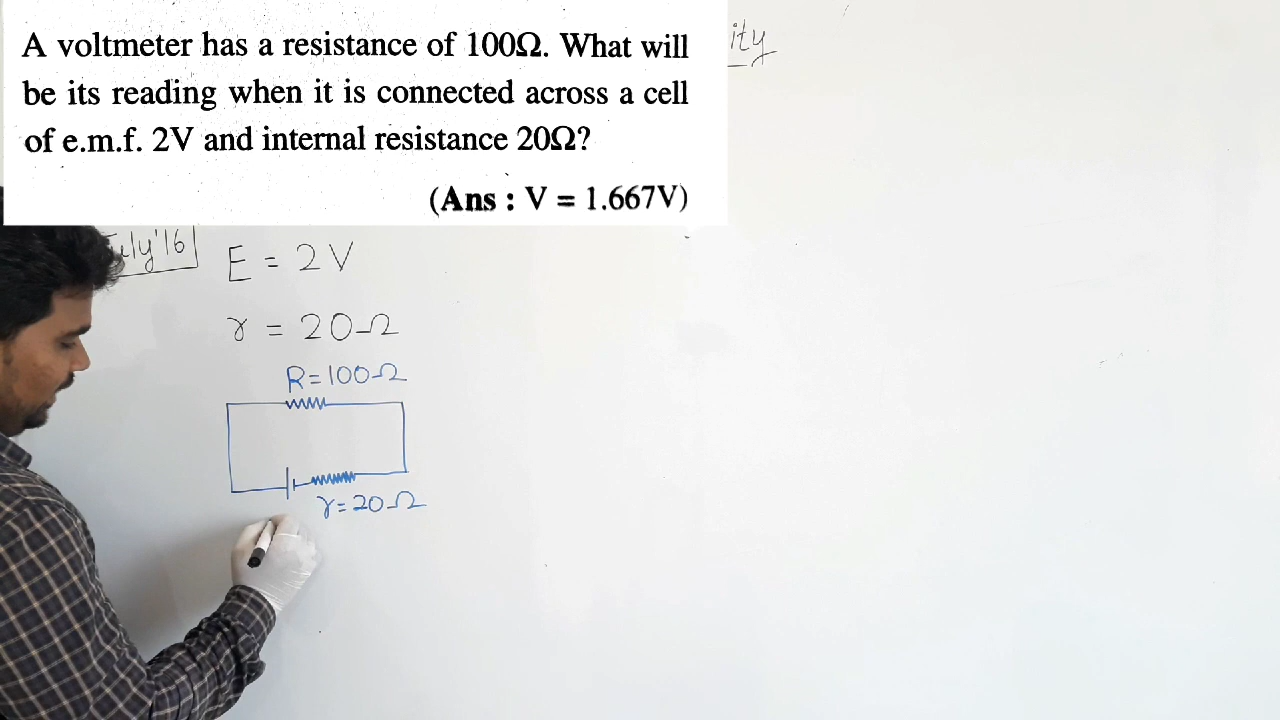 A voltmeter has a resistance of 100Ω. What will
be its reading when it is connected across a cell
of e.m.f. 2V and internal resistance 20Ω?
(Ans : V = 1.667V)
ity
uly'16
E = 2V
r = 20Ω
R=100Ω
r=20Ω